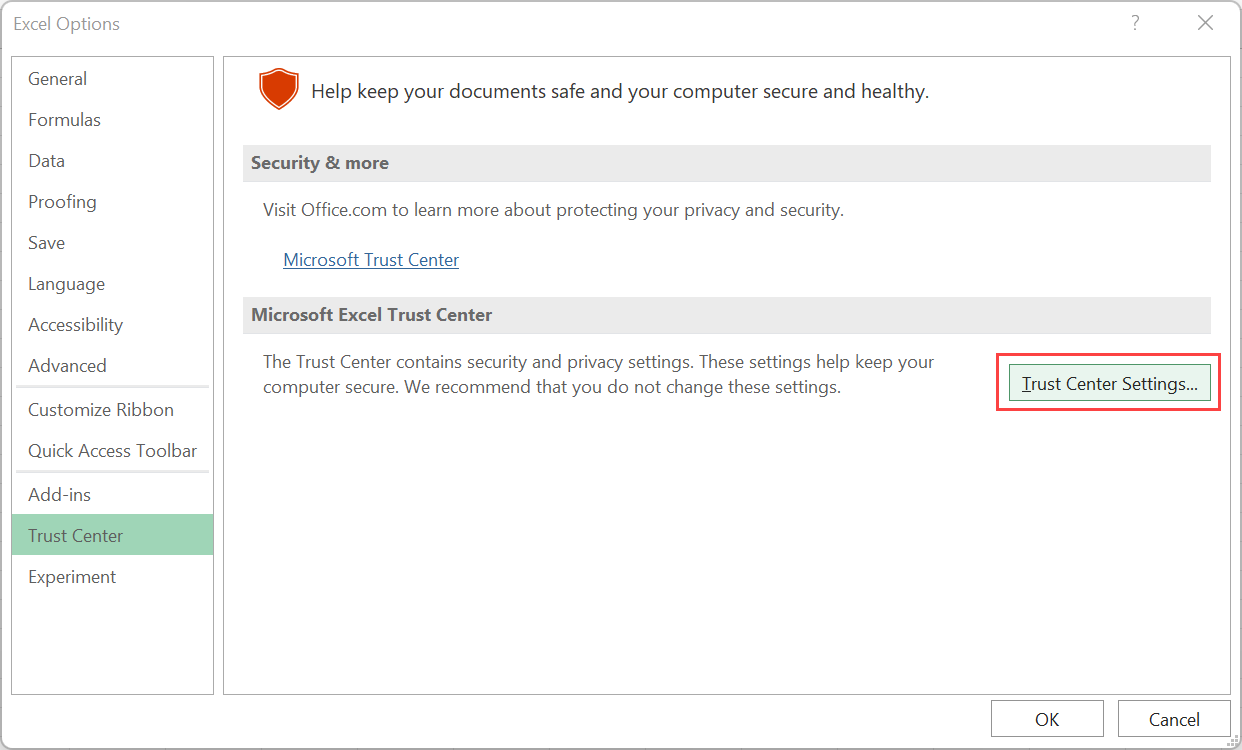 Excel Options
?
General
Formulas
Data
Proofing
Save
Language
Accessibility
Advanced
Customize Ribbon
Quick Access Toolbar
Add-ins
Trust Center
Experiment
Help keep your documents safe and your computer secure and healthy.
Security & more
Visit Office.com to learn more about protecting your privacy and security.
Microsoft Trust Center
Microsoft Excel Trust Center
The Trust Center contains security and privacy settings. These settings help keep your
computer secure. We recommend that you do not change these settings.
Trust Center Settings...
OK
Cancel